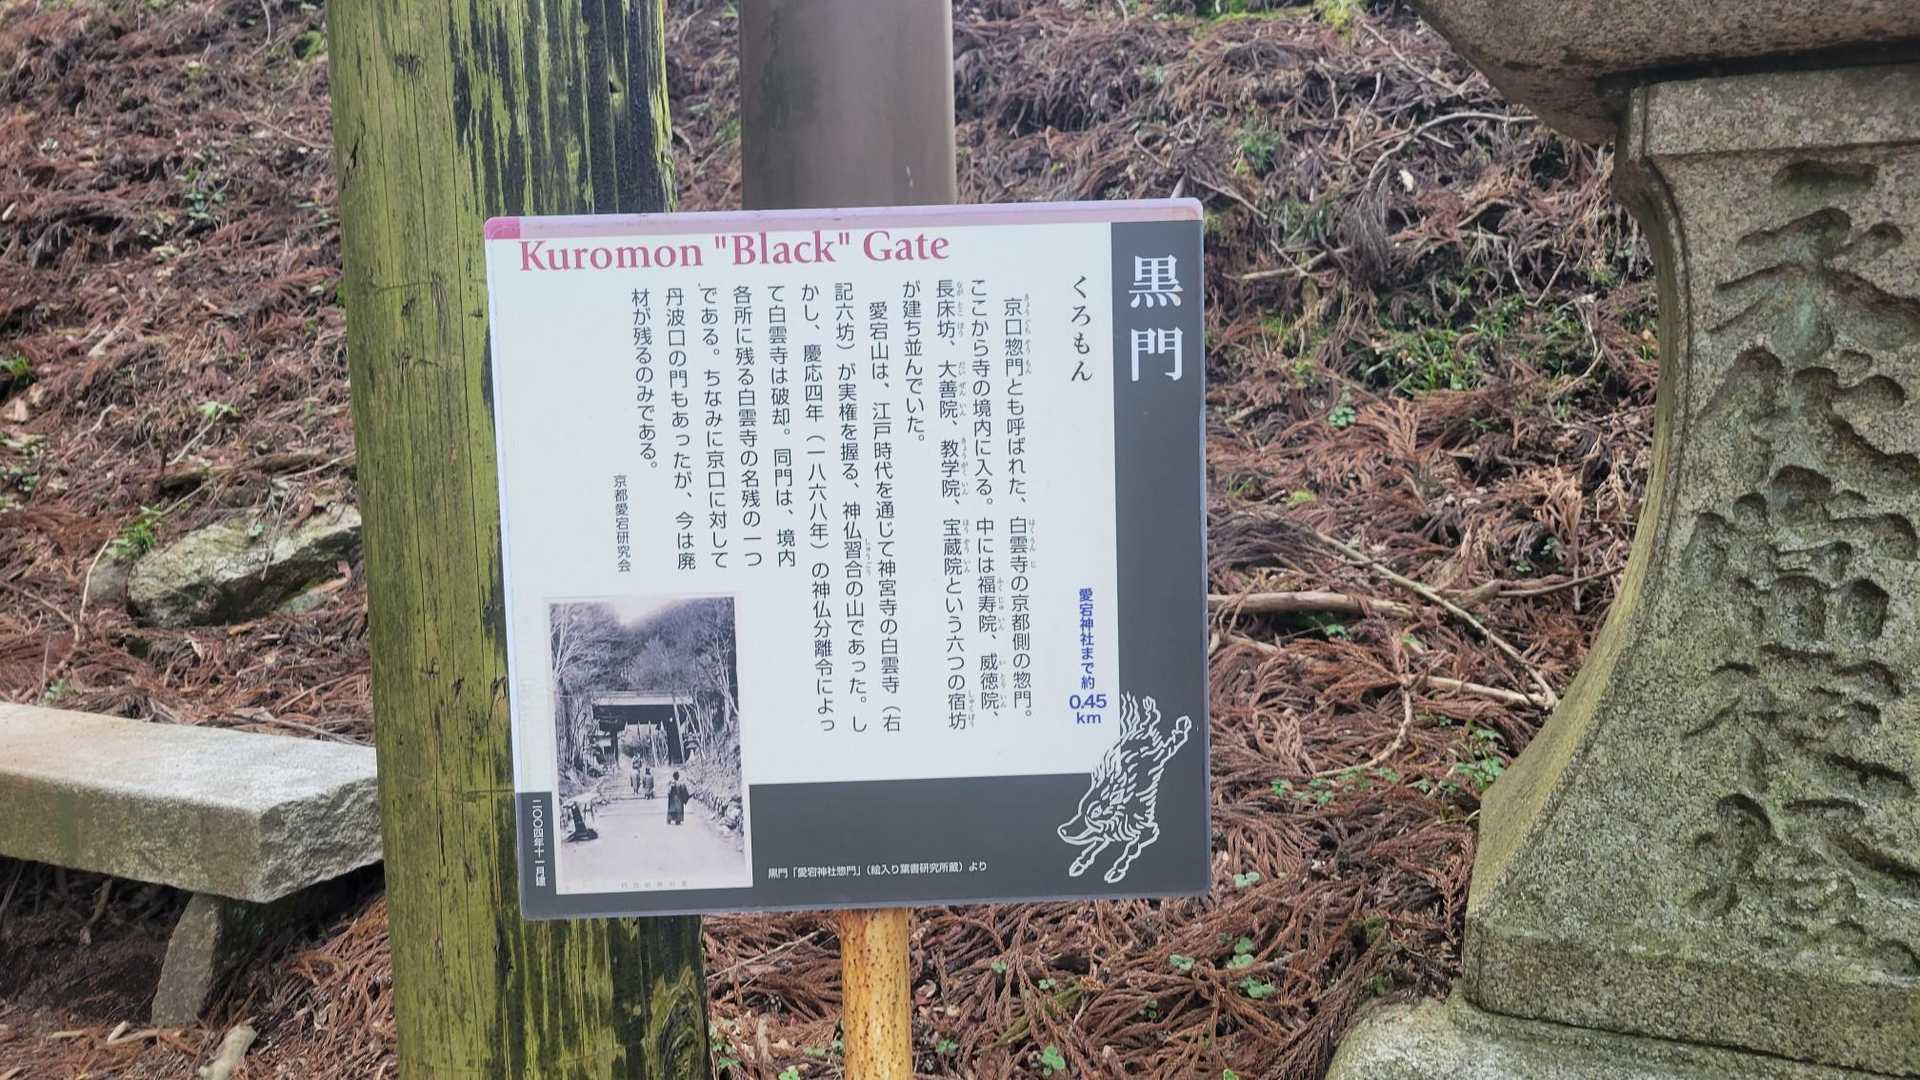 Kuromon "Black" Gate
黒門
くろもん
愛宕神社まで約
0.45
km
京口惣門とも呼ばれた、白雲寺の京都側の惣門。
ここから寺の境内に入る。中には福寿院、威徳院、
長床坊、大善院、教学院、宝蔵院という六つの宿坊
が建ち並んでいた。
愛宕山は、江戸時代を通じて神宮寺の白雲寺（右
記六坊）が実権を握る、神仏習合の山であった。し
かし、慶応四年（一八六八年）の神仏分離令によっ
て白雲寺は破却。同門は、境内
各所に残る白雲寺の名残の一つ
である。ちなみに京口に対して
丹波口の門もあったが、今は廃
材が残るのみである。
京都愛宕研究会
黒門「愛宕神社惣門」（絵入り葉書研究所蔵）より
二〇〇四年十一月建